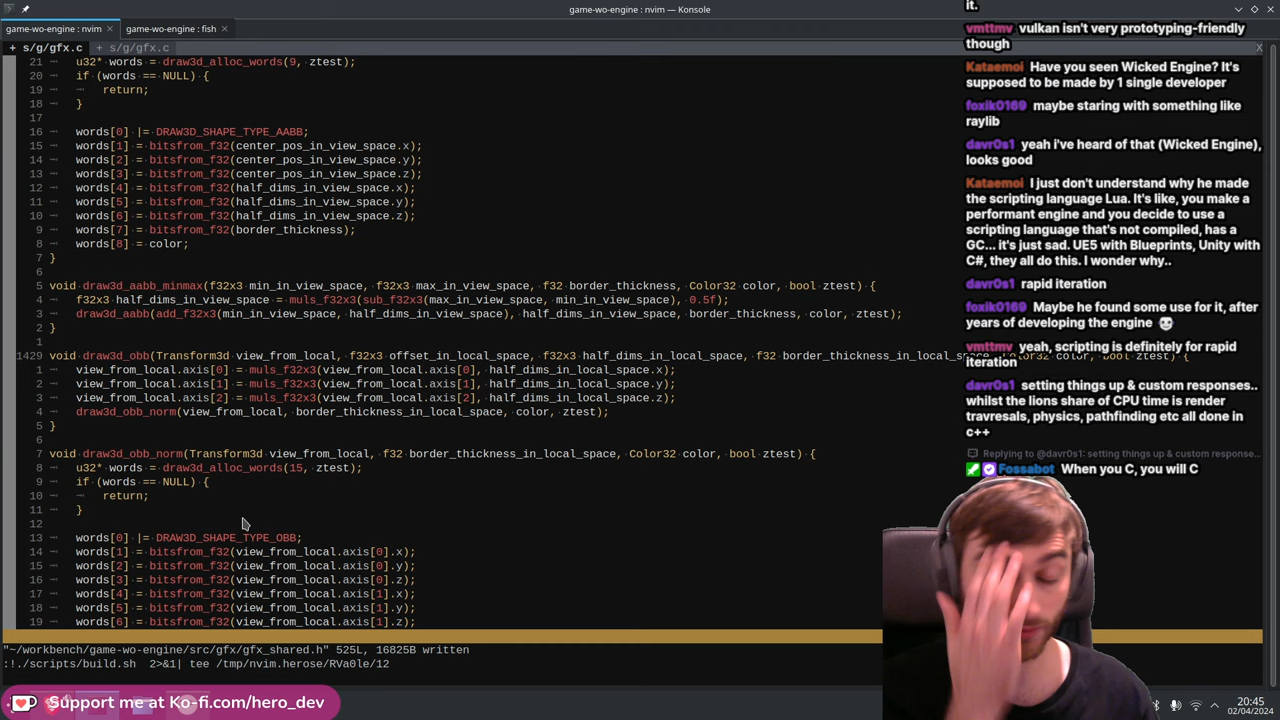 game-wo-engine : nvim — Konsole
game-wo-engine : nvim
game-wo-engine : fish
+ s/g/gfx.c
+ s/g/gfx.c
X
21 u32* words = draw3d_alloc_words(9, ztest);
20 if (words == NULL) {
19 return;
18 }
17
16 words[0] |= DRAW3D_SHAPE_TYPE_AABB;
15 words[1] = bitsfrom_f32(center_pos_in_view_space.x);
14 words[2] = bitsfrom_f32(center_pos_in_view_space.y);
13 words[3] = bitsfrom_f32(center_pos_in_view_space.z);
12 words[4] = bitsfrom_f32(half_dims_in_view_space.x);
11 words[5] = bitsfrom_f32(half_dims_in_view_space.y);
10 words[6] = bitsfrom_f32(half_dims_in_view_space.z);
9 words[7] = bitsfrom_f32(border_thickness);
8 words[8] = color;
7 }
6
5 void draw3d_aabb_minmax(f32x3 min_in_view_space, f32x3 max_in_view_space, f32 border_thickness, Color32 color, bool ztest) {
4 f32x3 half_dims_in_view_space = muls_f32x3(sub_f32x3(max_in_view_space, min_in_view_space), 0.5f);
3 draw3d_aabb(add_f32x3(min_in_view_space, half_dims_in_view_space), half_dims_in_view_space, border_thickness, color, ztest);
2 }
1
1429 void draw3d_obb(Transform3d view_from_local, f32x3 offset_in_local_space, f32x3 half_dims_in_local_space, f32 border_thickness_in_local_space, Color32 color, bool ztest) {
1 view_from_local.axis[0] = muls_f32x3(view_from_local.axis[0], half_dims_in_local_space.x);
2 view_from_local.axis[1] = muls_f32x3(view_from_local.axis[1], half_dims_in_local_space.y);
3 view_from_local.axis[2] = muls_f32x3(view_from_local.axis[2], half_dims_in_local_space.z);
4 draw3d_obb_norm(view_from_local, border_thickness_in_local_space, color, ztest);
5 }
6
7 void draw3d_obb_norm(Transform3d view_from_local, f32 border_thickness_in_local_space, Color32 color, bool ztest) {
8 u32* words = draw3d_alloc_words(15, ztest);
9 if (words == NULL) {
10 return;
11 }
12
13 words[0] |= DRAW3D_SHAPE_TYPE_OBB;
14 words[1] = bitsfrom_f32(view_from_local.axis[0].x);
15 words[2] = bitsfrom_f32(view_from_local.axis[0].y);
16 words[3] = bitsfrom_f32(view_from_local.axis[0].z);
17 words[4] = bitsfrom_f32(view_from_local.axis[1].x);
18 words[5] = bitsfrom_f32(view_from_local.axis[1].y);
19 words[6] = bitsfrom_f32(view_from_local.axis[1].z);
"~/workbench/game-wo-engine/src/gfx/gfx_shared.h" 525L, 16825B written
:!./scripts/build.sh 2>&1| tee /tmp/nvim.herose/RVa0le/12
it.
vmttmv vulkan isn't very prototyping-friendly
though
Kataemoi Have you seen Wicked Engine? It's
supposed to be made by 1 single developer
foxik0169 maybe staring with something like
raylib
davr0s1 yeah i've heard of that (Wicked Engine),
looks good
Kataemoi I just don't understand why he made
the scripting language Lua. It's like, you make a
performant engine and you decide to use a
scripting language that's not compiled, has a
GC... it's just sad. UE5 with Blueprints, Unity with
C#, they all do this. I wonder why..
davr0s1 rapid iteration
foxik0169 Maybe he found some use for it, after
years of developing the engine
vmttmv yeah, scripting is definitely for rapid
iteration
davr0s1 setting things up & custom responses..
whilst the lions share of CPU time is render
travresals, physics, pathfinding etc all done in
c++
Replying to @davr0s1: setting things up & custom response...
Fossabot When you C, you will C
Support me at Ko-fi.com/hero_dev
20:45
02/04/2024